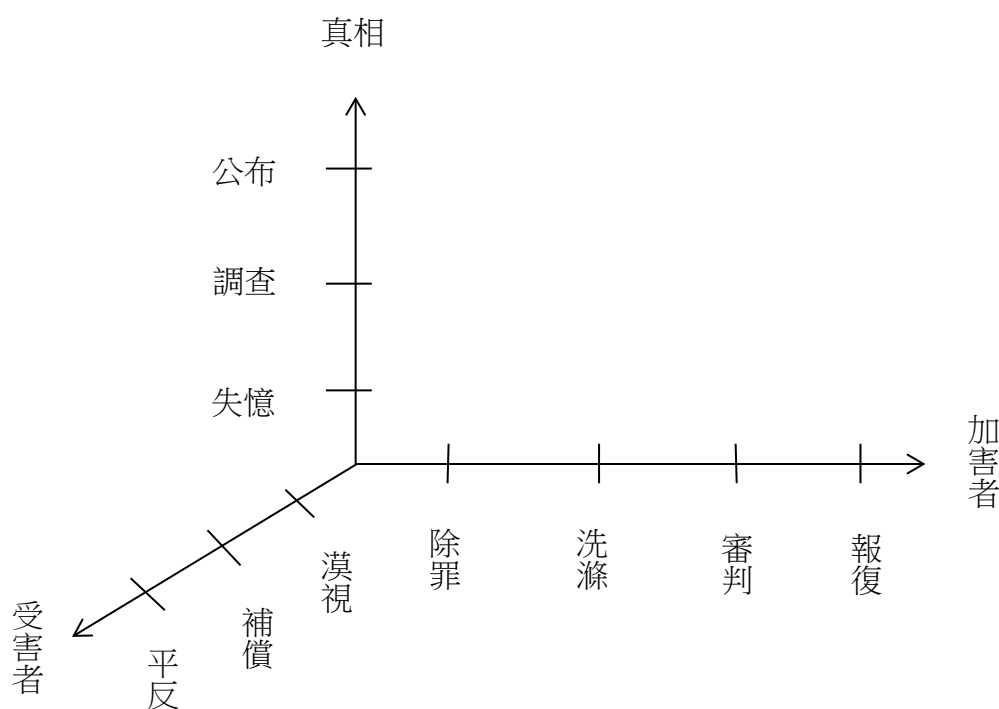 真相
公布
調查
失憶
加害者
除罪
洗滌
審判
報復
漠視
補償
平反
受害者